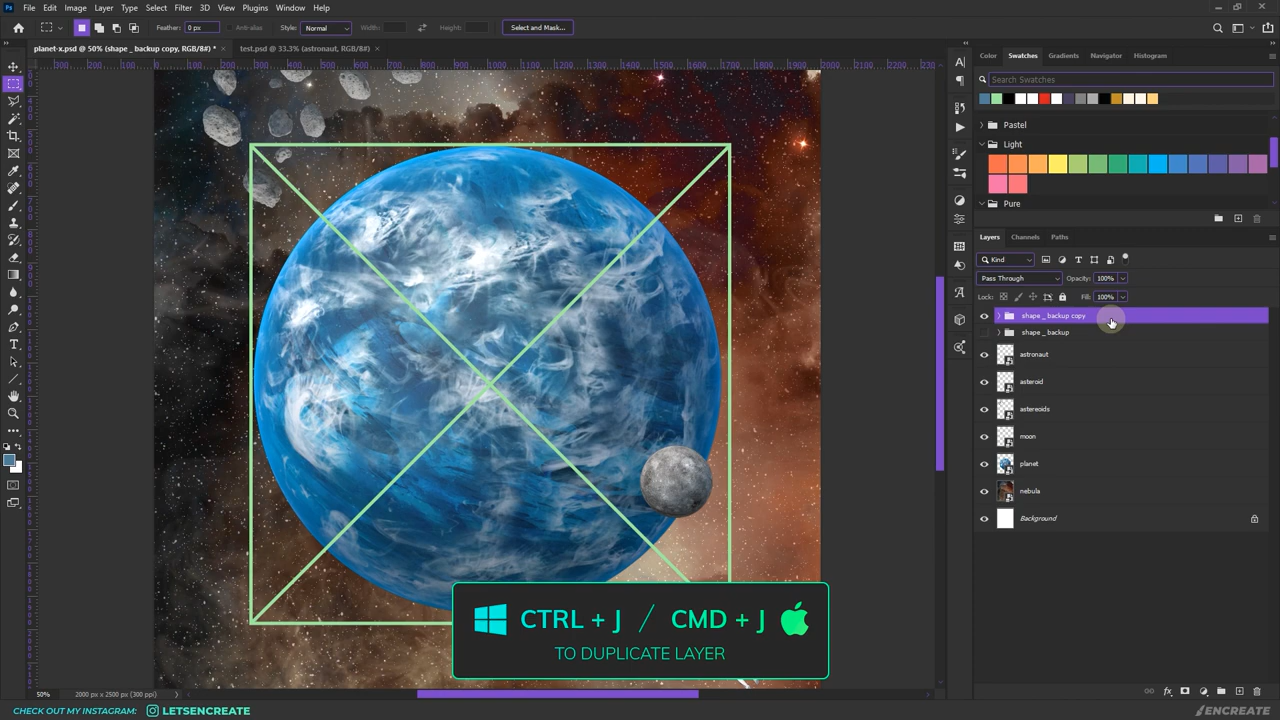 File Edit Image Layer Type Select Filter 3D View Plugins Window Help
Feather: 0 px Anti-alias Style: Normal Width: Height: Select and Mask...
planet-x.psd @ 50% (shape _ backup copy, RGB/8#) * × test.psd @ 33.3% (astronaut, RGB/8#) ×
Color Swatches Gradients Navigator Histogram
Search Swatches
Pastel
Light
Pure
Layers Channels Paths
Kind
Pass Through Opacity: 100%
Lock: Fill: 100%
shape _ backup copy
shape _ backup
astronaut
asteroid
astereoids
moon
planet
nebula
Background
CTRL + J / CMD + J
TO DUPLICATE LAYER
50% 2000 px x 2500 px (300 ppi)
CHECK OUT MY INSTAGRAM: LETSENCREATE
ENCREATE